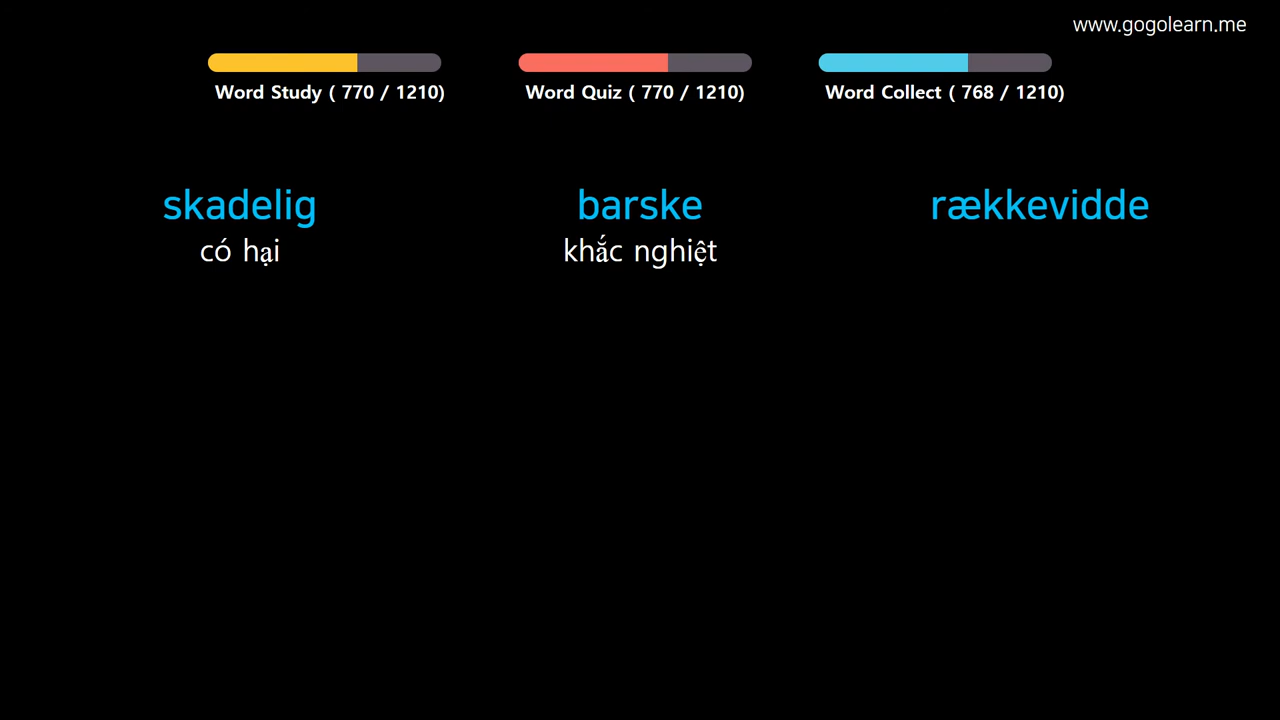 www.gogolearn.me
Word Study ( 770 / 1210)
Word Quiz ( 770 / 1210)
Word Collect ( 768 / 1210)
skadelig
barske
rækkevidde
có hại
khắc nghiệt